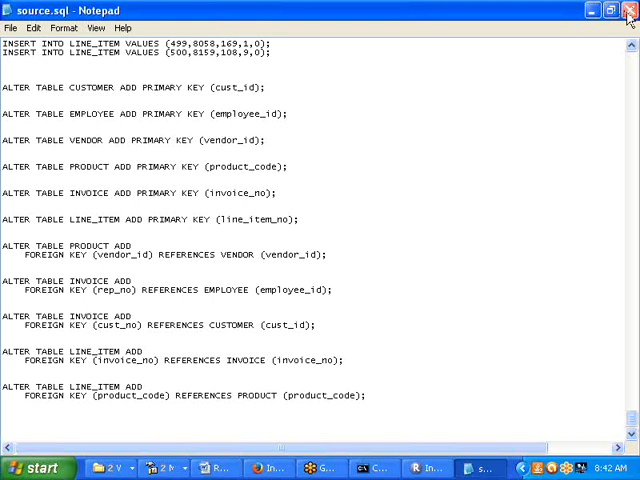 source.sql - Notepad
File Edit Format View Help
INSERT INTO LINE_ITEM VALUES (499,8058,169,1,0);
INSERT INTO LINE_ITEM VALUES (500,8159,108,9,0);
ALTER TABLE CUSTOMER ADD PRIMARY KEY (cust_id);
ALTER TABLE EMPLOYEE ADD PRIMARY KEY (employee_id);
ALTER TABLE VENDOR ADD PRIMARY KEY (vendor_id);
ALTER TABLE PRODUCT ADD PRIMARY KEY (product_code);
ALTER TABLE INVOICE ADD PRIMARY KEY (invoice_no);
ALTER TABLE LINE_ITEM ADD PRIMARY KEY (line_item_no);
ALTER TABLE PRODUCT ADD
FOREIGN KEY (vendor_id) REFERENCES VENDOR (vendor_id);
ALTER TABLE INVOICE ADD
FOREIGN KEY (rep_no) REFERENCES EMPLOYEE (employee_id);
ALTER TABLE INVOICE ADD
FOREIGN KEY (cust_no) REFERENCES CUSTOMER (cust_id);
ALTER TABLE LINE_ITEM ADD
FOREIGN KEY (invoice_no) REFERENCES INVOICE (invoice_no);
ALTER TABLE LINE_ITEM ADD
FOREIGN KEY (product_code) REFERENCES PRODUCT (product_code);
start 2 V 2 M... R... In... G... C... In... s... 8:42 AM